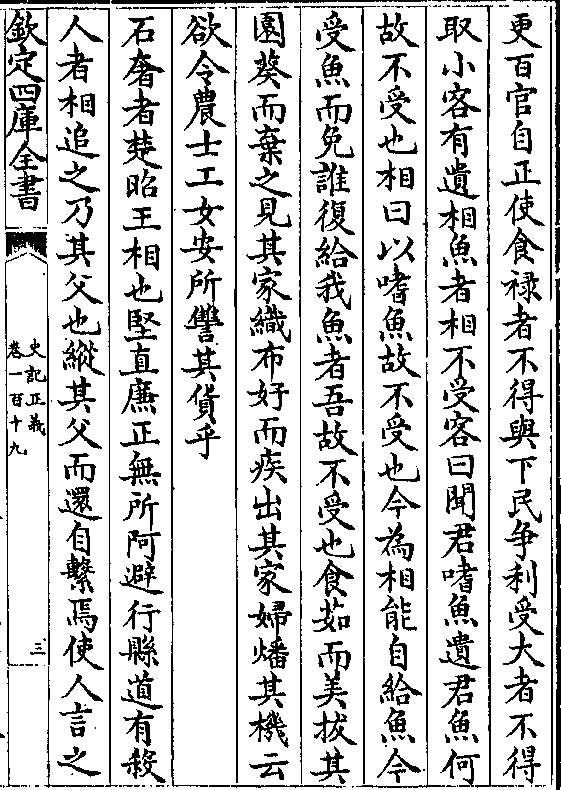 更百官自正使食禄者不得與下民争利受大者不得
取小客有遺相魚者相不受客曰聞君嗜魚遺君魚何
故不受也相曰以嗜魚故不受也今為相能自給魚今
受魚而免誰復給我魚者吾故不受也食茹而美拔其
園葵而棄之見其家織布好而疾出其家婦燔其機云
欲令農士工女安所讐其貨乎
石奢者楚昭王相也堅直廉正無所阿避行縣道有殺
人者相追之乃其父也縱其父而還自繫焉使人言之
欽定四庫全書
史記正義
卷一百十九
三